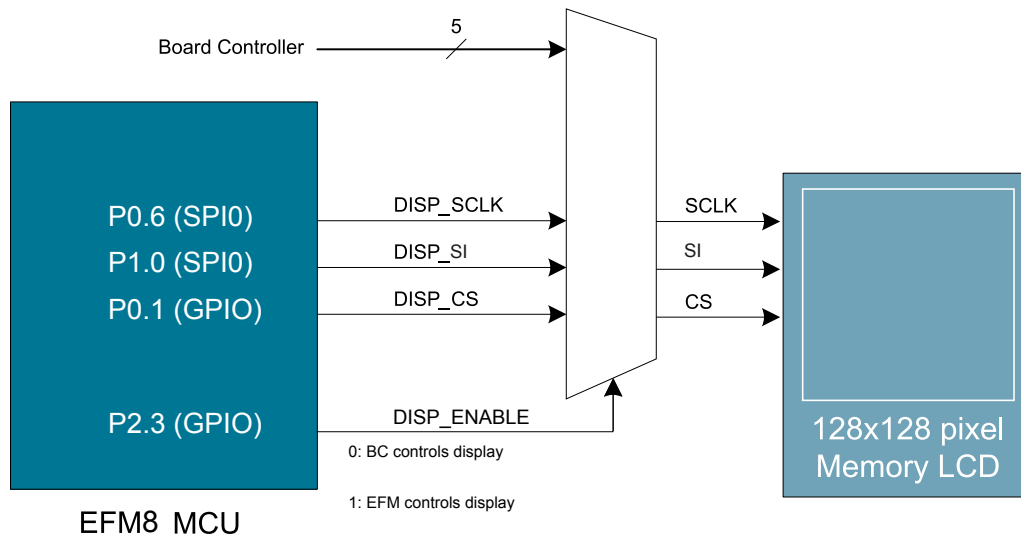 5
Board Controller
P0.6 (SPI0)
DISP_SCLK
SCLK
P1.0 (SPI0)
DISP_SI
SI
P0.1 (GPIO)
DISP_CS
CS
P2.3 (GPIO)
DISP_ENABLE
0: BC controls display
1: EFM controls display
128x128 pixel
Memory LCD
EFM8 MCU